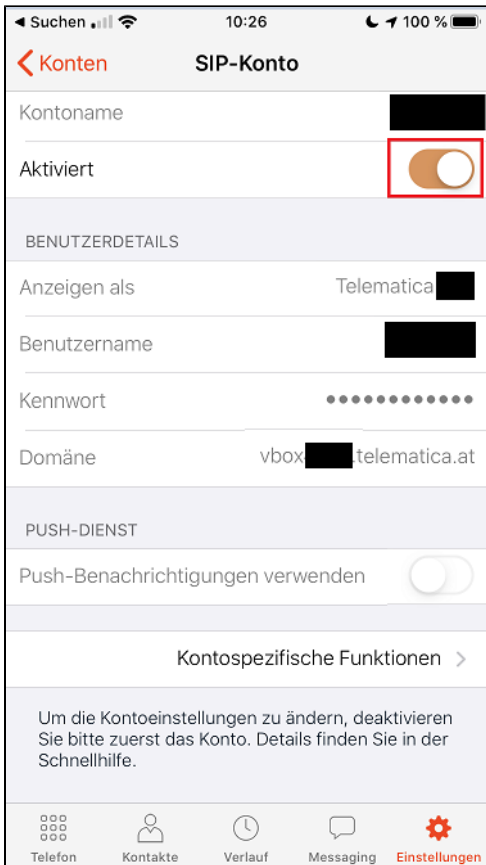 Suchen 10:26 100 %
Konten SIP-Konto
Kontoname
Aktiviert
BENUTZERDETAILS
Anzeigen als Telematica
Benutzername
Kennwort ●●●●●●●●●●●●
Domäne vbox .telematica.at
PUSH-DIENST
Push-Benachrichtigungen verwenden
Kontospezifische Funktionen
Um die Kontoeinstellungen zu ändern, deaktivieren
Sie bitte zuerst das Konto. Details finden Sie in der
Schnellhilfe.
Telefon Kontakte Verlauf Messaging Einstellungen